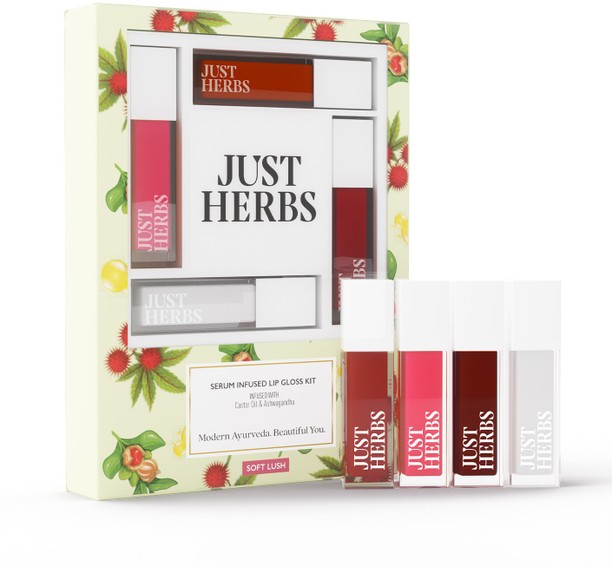 JUST
HERBS
JUST
HERBS
JUST
HERBS
JUST
HERBS
JUST
HERBS
SERUM INFUSED LIP GLOSS KIT
INFUSED WITH
Castor Oil & Ashwagandha
Modern Ayurveda. Beautiful You.
SOFT LUSH
JUST
HERBS
JUST
HERBS
JUST
HERBS
JUST
HERBS